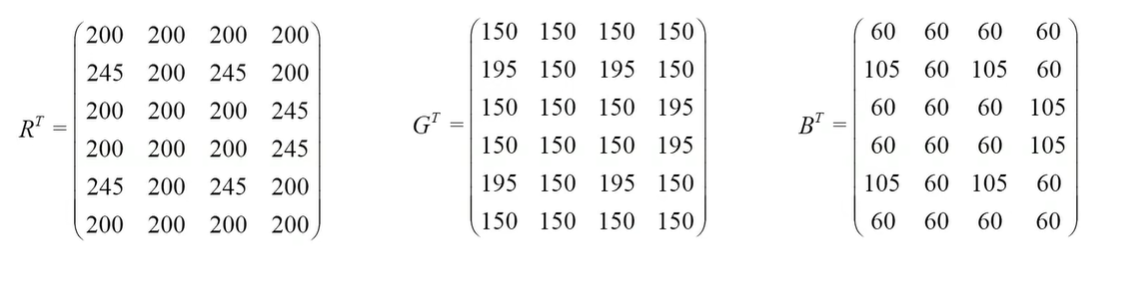 R^T = (200 200 200 200
245 200 245 200
200 200 200 245
200 200 200 245
245 200 245 200
200 200 200 200)
G^T = (150 150 150 150
195 150 195 150
150 150 150 195
150 150 150 195
195 150 195 150
150 150 150 150)
B^T = (60 60 60 60
105 60 105 60
60 60 60 105
60 60 60 105
105 60 105 60
60 60 60 60)